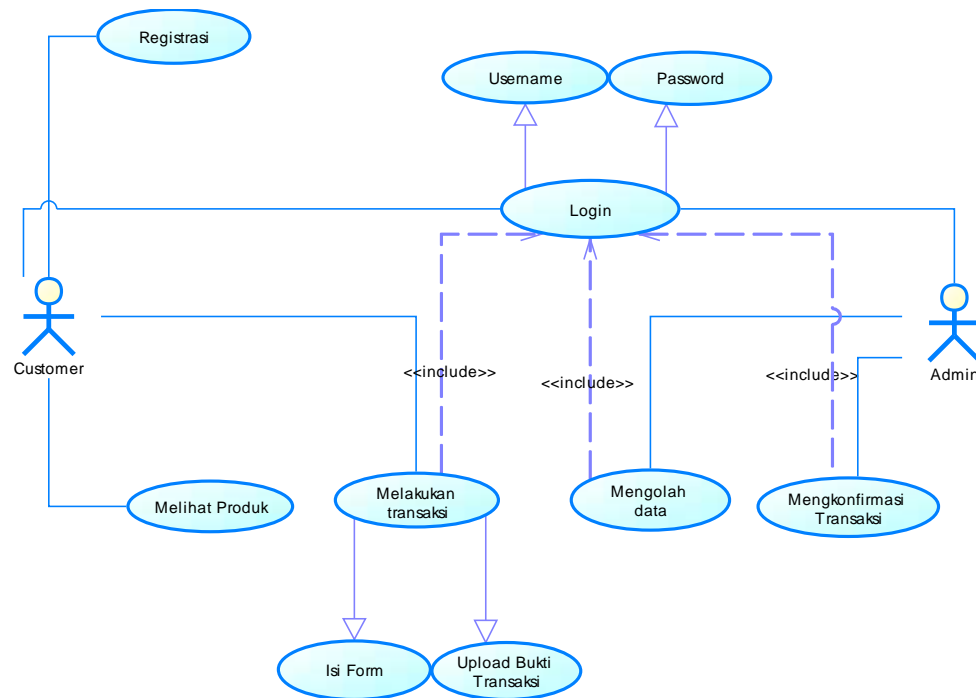 Registrasi
Username
Password
Login
Customer
Admin
<<include>>
<<include>>
<<include>>
Melihat Produk
Melakukan
transaksi
Mengolah
data
Mengkonfirmasi
Transaksi
Isi Form
Upload Bukti
Transaksi